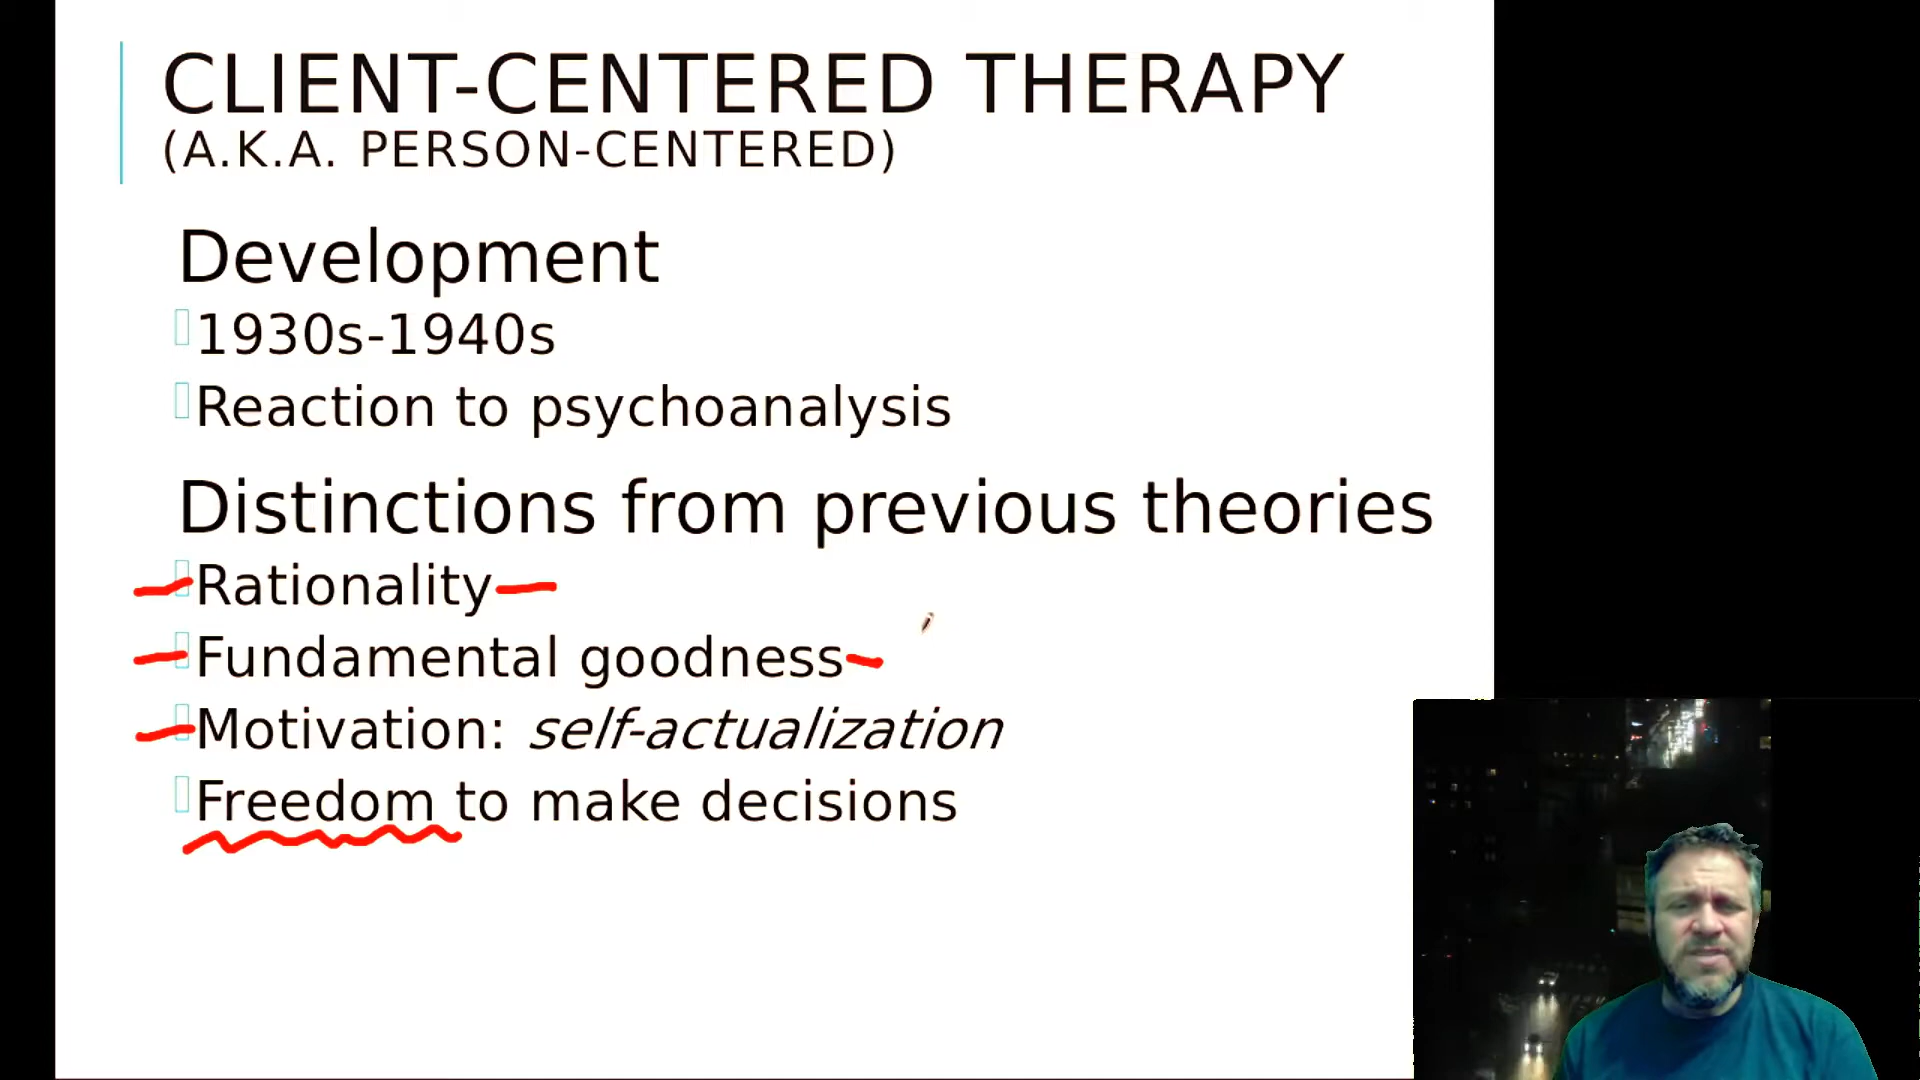 CLIENT-CENTERED THERAPY
(A.K.A. PERSON-CENTERED)
Development
1930s-1940s
Reaction to psychoanalysis
Distinctions from previous theories
Rationality
Fundamental goodness
Motivation: self-actualization
Freedom to make decisions